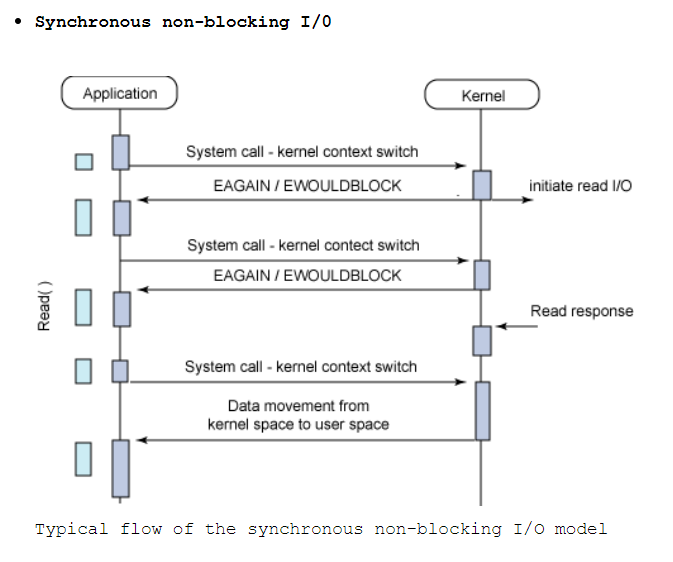 • Synchronous non-blocking I/0
Application
Kernel
System call - kernel context switch
EAGAIN / EWOULDBLOCK
initiate read I/O
System call - kernel contect switch
EAGAIN / EWOULDBLOCK
Read( )
Read response
System call - kernel context switch
Data movement from
kernel space to user space
Typical flow of the synchronous non-blocking I/O model